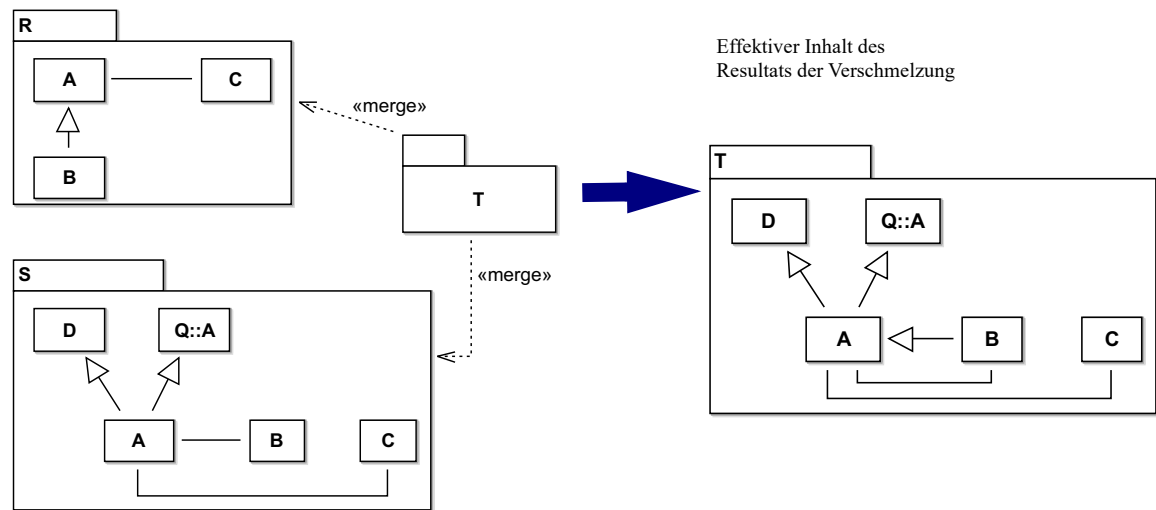 R
A
C
B
«merge»
T
«merge»
S
D
Q::A
A
B
C
Effektiver Inhalt des
Resultats der Verschmelzung
T
D
Q::A
A
B
C